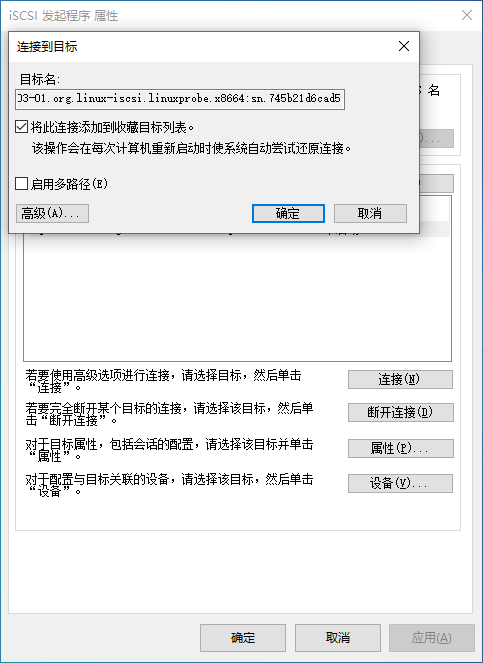 iSCSI 发起程序 属性
连接到目标
目标名:
03-01.org.linux-iscsi.linuxprobe.x8664:sn.745b21d6cad5
将此连接添加到收藏目标列表。
该操作会在每次计算机重新启动时使系统自动尝试还原连接。
启用多路径(E)
高级(A)...
确定
取消
名
若要使用高级选项进行连接，请选择目标，然后单击
“连接”。
连接(N)
若要完全断开某个目标的连接，请选择该目标，然后单
击“断开连接”。
断开连接(D)
对于目标属性，包括会话的配置，请选择该目标并单击
“属性”。
属性(P)...
对于配置与目标关联的设备，请选择该目标，然后单击
“设备”。
设备(V)...
确定
取消
应用(A)